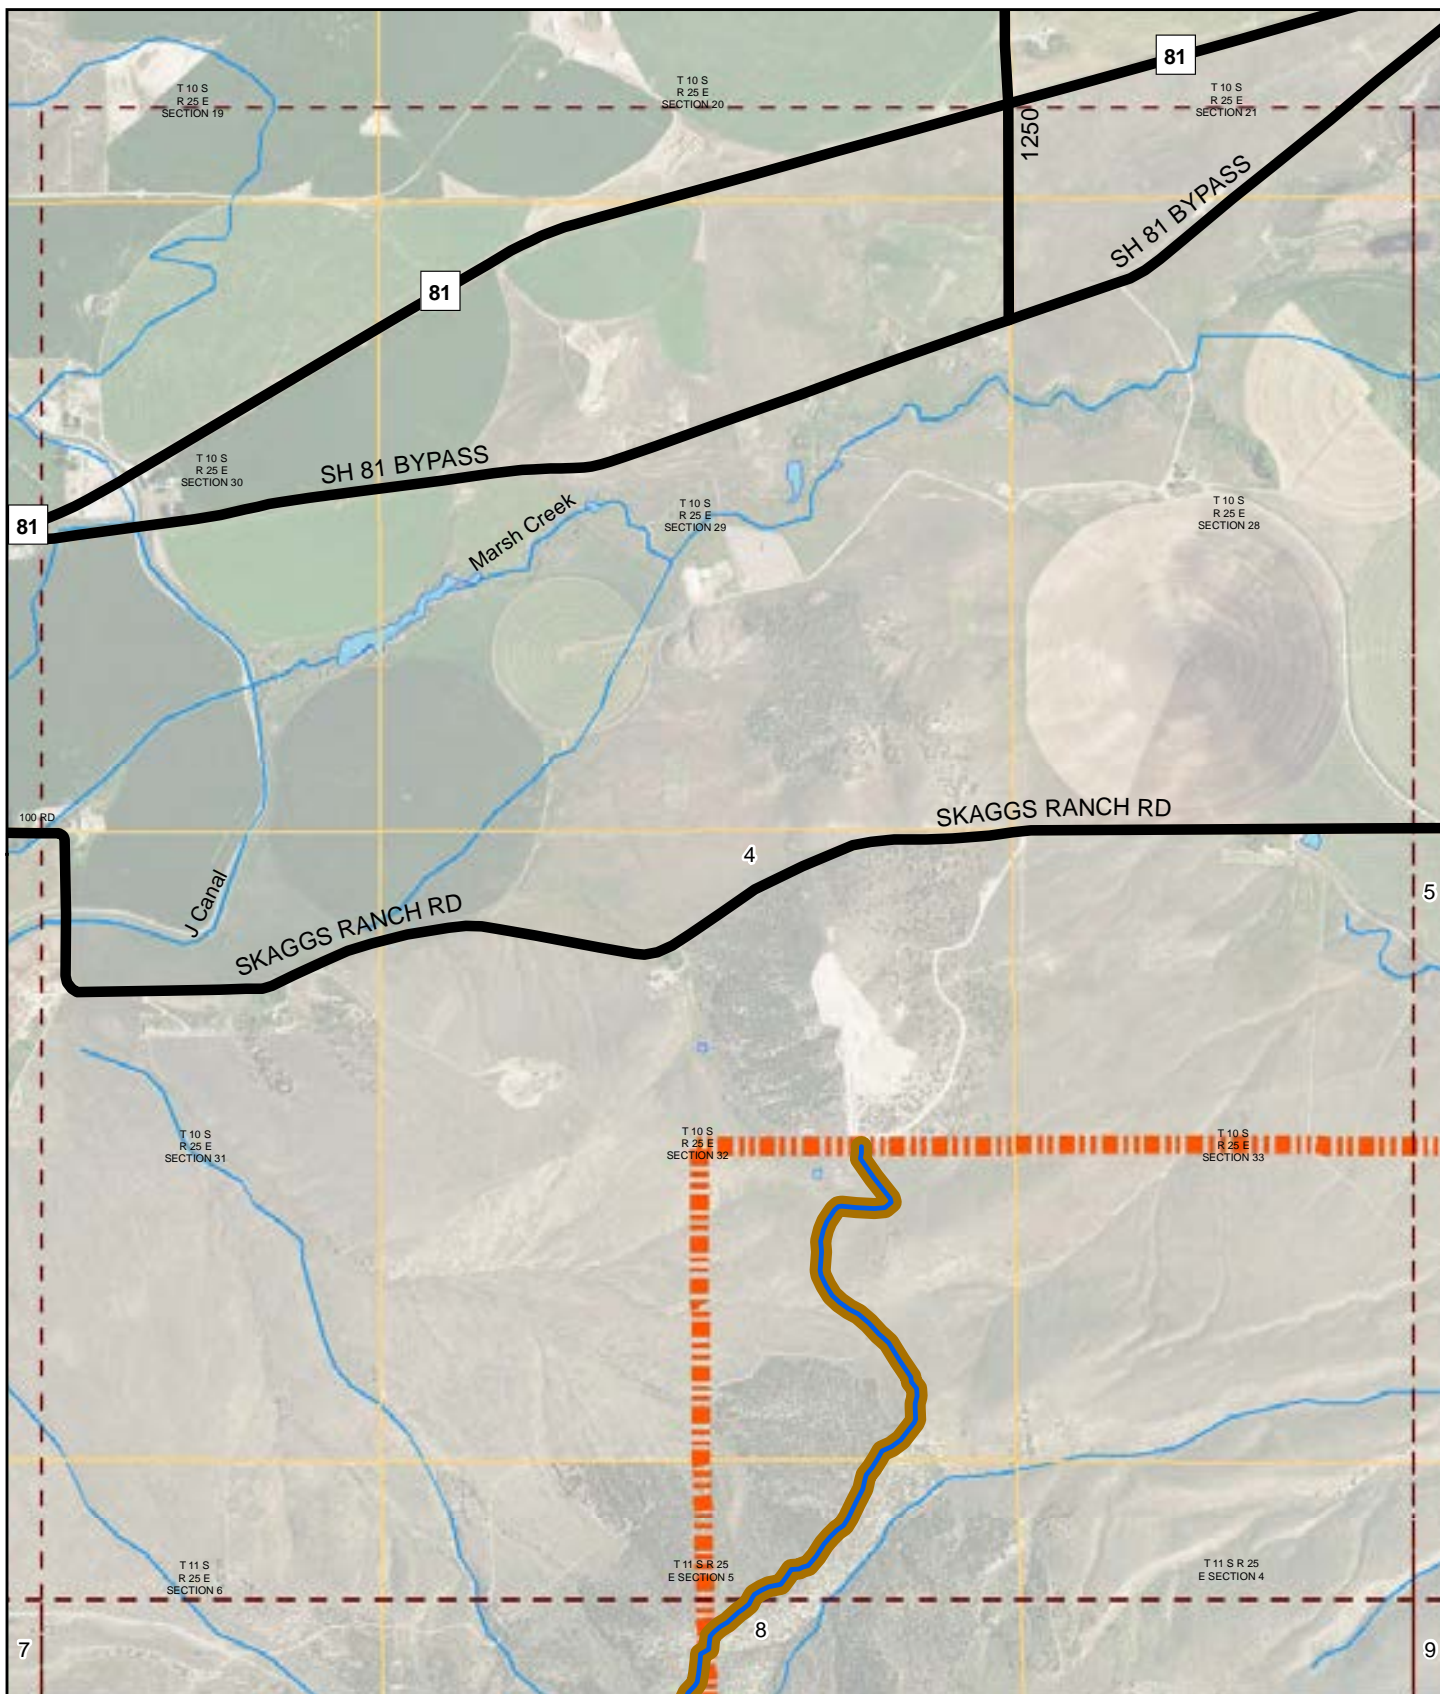 81
T 10 S
R 25 E
SECTION 19
T 10 S
R 25 E
SECTION 20
T 10 S
R 25 E
SECTION 21
1250
SH 81 BYPASS
81
T 10 S
R 25 E
SECTION 30
SH 81 BYPASS
81
Marsh Creek
T 10 S
R 25 E
SECTION 29
T 10 S
R 25 E
SECTION 28
100 RD
SKAGGS RANCH RD
4
5
J Canal
SKAGGS RANCH RD
T 10 S
R 25 E
SECTION 31
T 10 S
R 25 E
SECTION 32
T 10 S
R 25 E
SECTION 33
T 11 S
R 25 E
SECTION 6
T 11 S R 25
E SECTION 5
T 11 S R 25
E SECTION 4
7
8
9